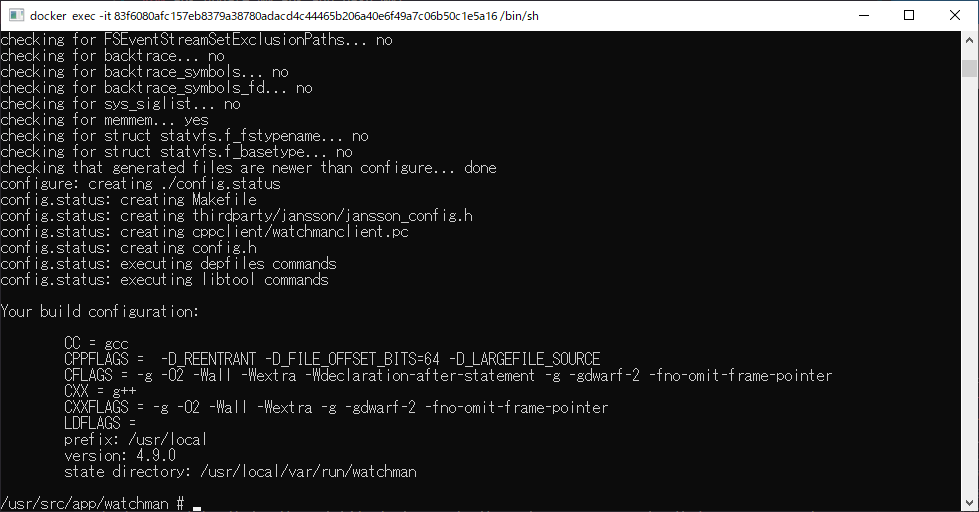 docker exec -it 83f6080afc157eb8379a38780adacd4c44465b206a40e6f49a7c06b50c1e5a16 /bin/sh
checking for FSEventStreamSetExclusionPaths... no
checking for backtrace... no
checking for backtrace_symbols... no
checking for backtrace_symbols_fd... no
checking for sys_siglist... no
checking for memmem... yes
checking for struct statvfs.f_fstypename... no
checking for struct statvfs.f_basetype... no
checking that generated files are newer than configure... done
configure: creating ./config.status
config.status: creating Makefile
config.status: creating thirdparty/jansson/jansson_config.h
config.status: creating cppclient/watchmanclient.pc
config.status: creating config.h
config.status: executing depfiles commands
config.status: executing libtool commands
Your build configuration:
CC = gcc
CPPFLAGS =  -D_REENTRANT -D_FILE_OFFSET_BITS=64 -D_LARGEFILE_SOURCE
CFLAGS = -g -O2 -Wall -Wextra -Wdeclaration-after-statement -g -gdwarf-2 -fno-omit-frame-pointer
CXX = g++
CXXFLAGS = -g -O2 -Wall -Wextra -g -gdwarf-2 -fno-omit-frame-pointer
LDFLAGS =
prefix: /usr/local
version: 4.9.0
state directory: /usr/local/var/run/watchman
/usr/src/app/watchman #